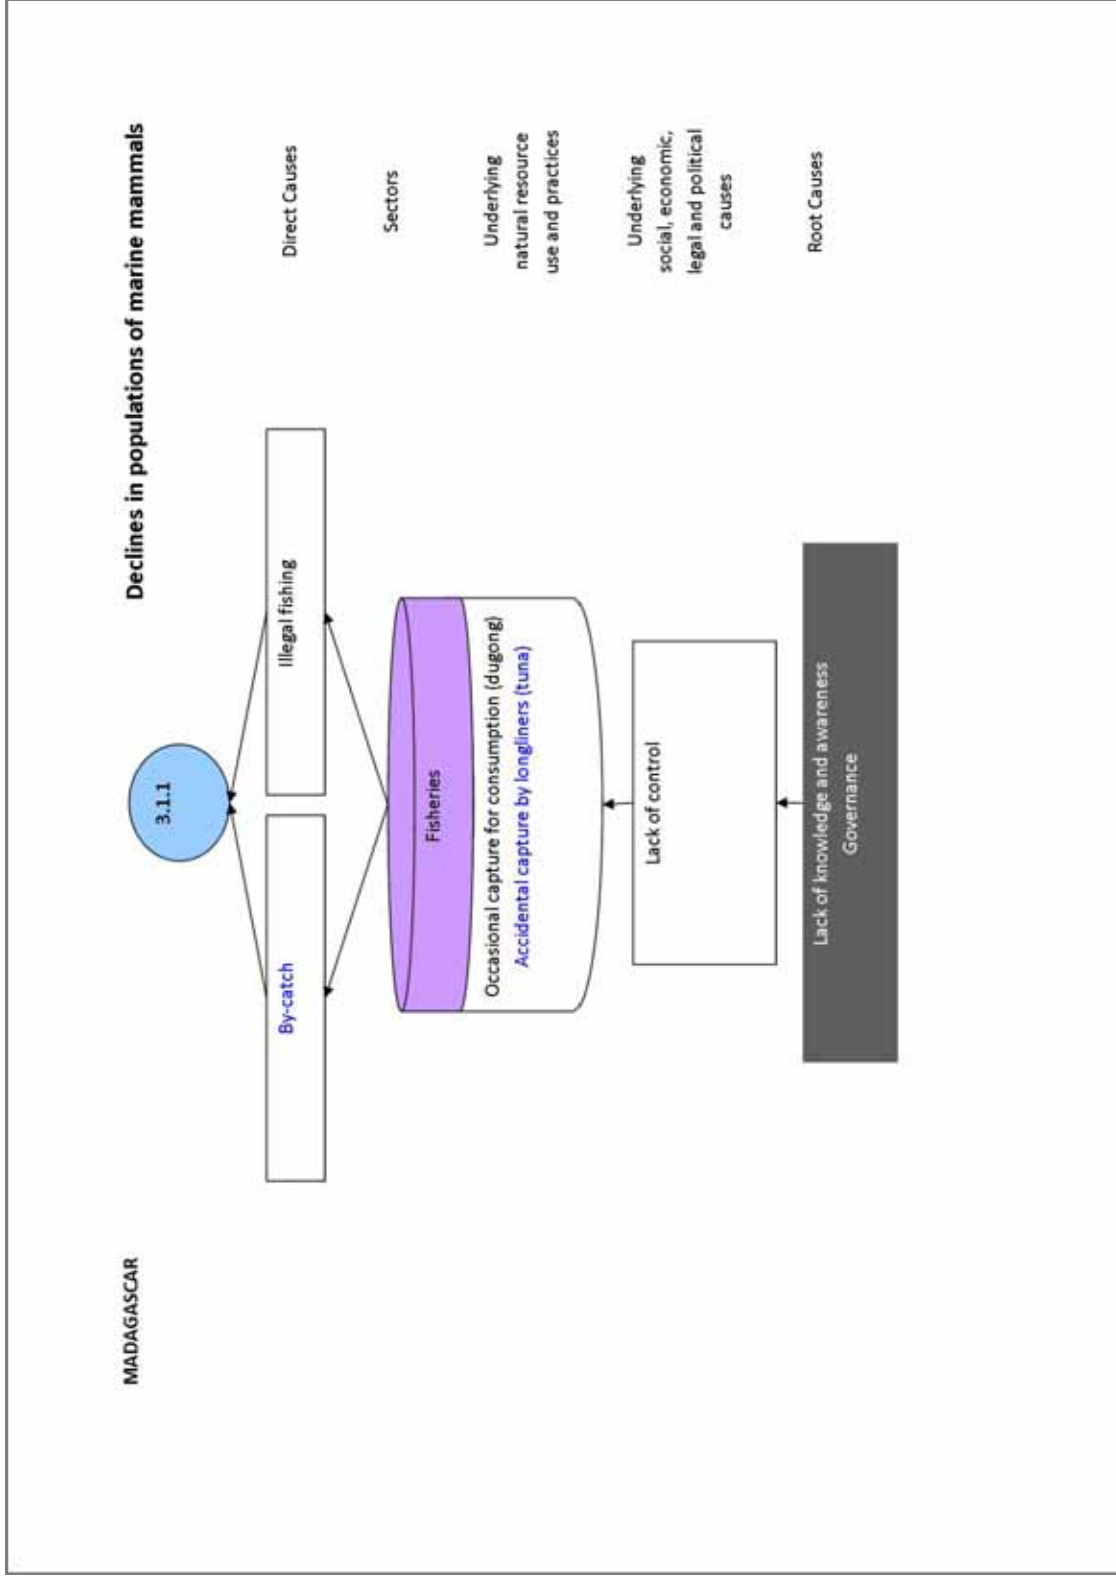 MADAGASCAR
Declines in populations of marine mammals
3.1.1
By-catch
Illegal fishing
Direct Causes
Fisheries
Sectors
Occasional capture for consumption (dugong)
Accidental capture by longliners (tuna)
Underlying
natural resource
use and practices
Lack of control
Underlying
social, economic,
legal and political
causes
Lack of knowledge and awareness
Governance
Root Causes